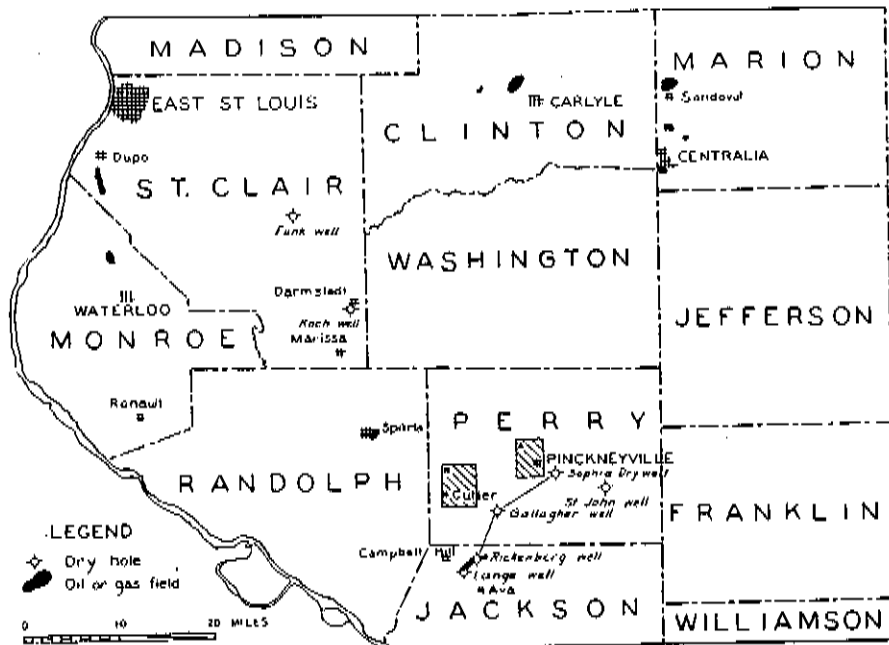 MADISON
MARION
EAST ST LOUIS
CARLYLE
Sandoval
CLINTON
Dupo
CENTRALIA
ST. CLAIR
Funk well
WASHINGTON
Darmstedt
WATERLOO
Koch well
JEFFERSON
MONROE
Marissa
Renault
Sparta
PERRY
PINCKNEYVILLE
Sophia Dry well
RANDOLPH
Cutler
St John well
Gallagher well
FRANKLIN
LEGEND
Campbell Hill
Rickenberg well
Dry hole
Lange well
Oil or gas field
Ava
JACKSON
WILLIAMSON
0 10 20 MILES